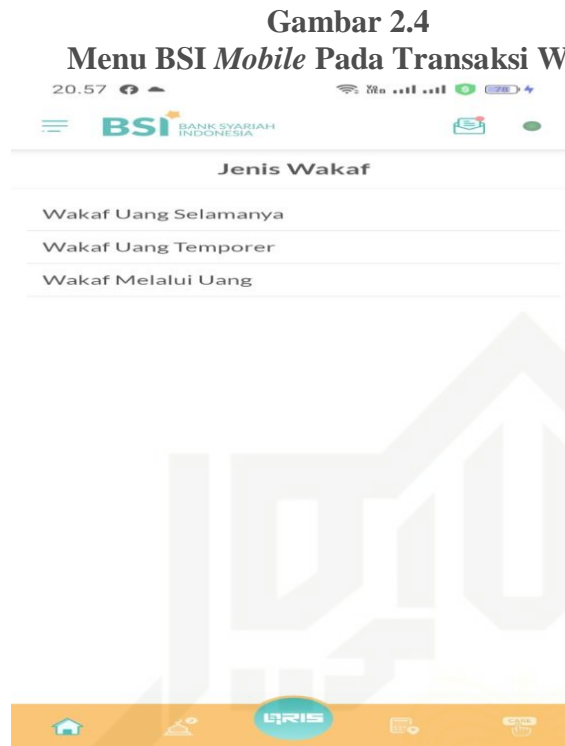 Gambar 2.4
Menu BSI Mobile Pada Transaksi W
20.57 78
BSI BANK SYARIAH
INDONESIA
Jenis Wakaf
Wakaf Uang Selamanya
Wakaf Uang Temporer
Wakaf Melalui Uang
QRIS